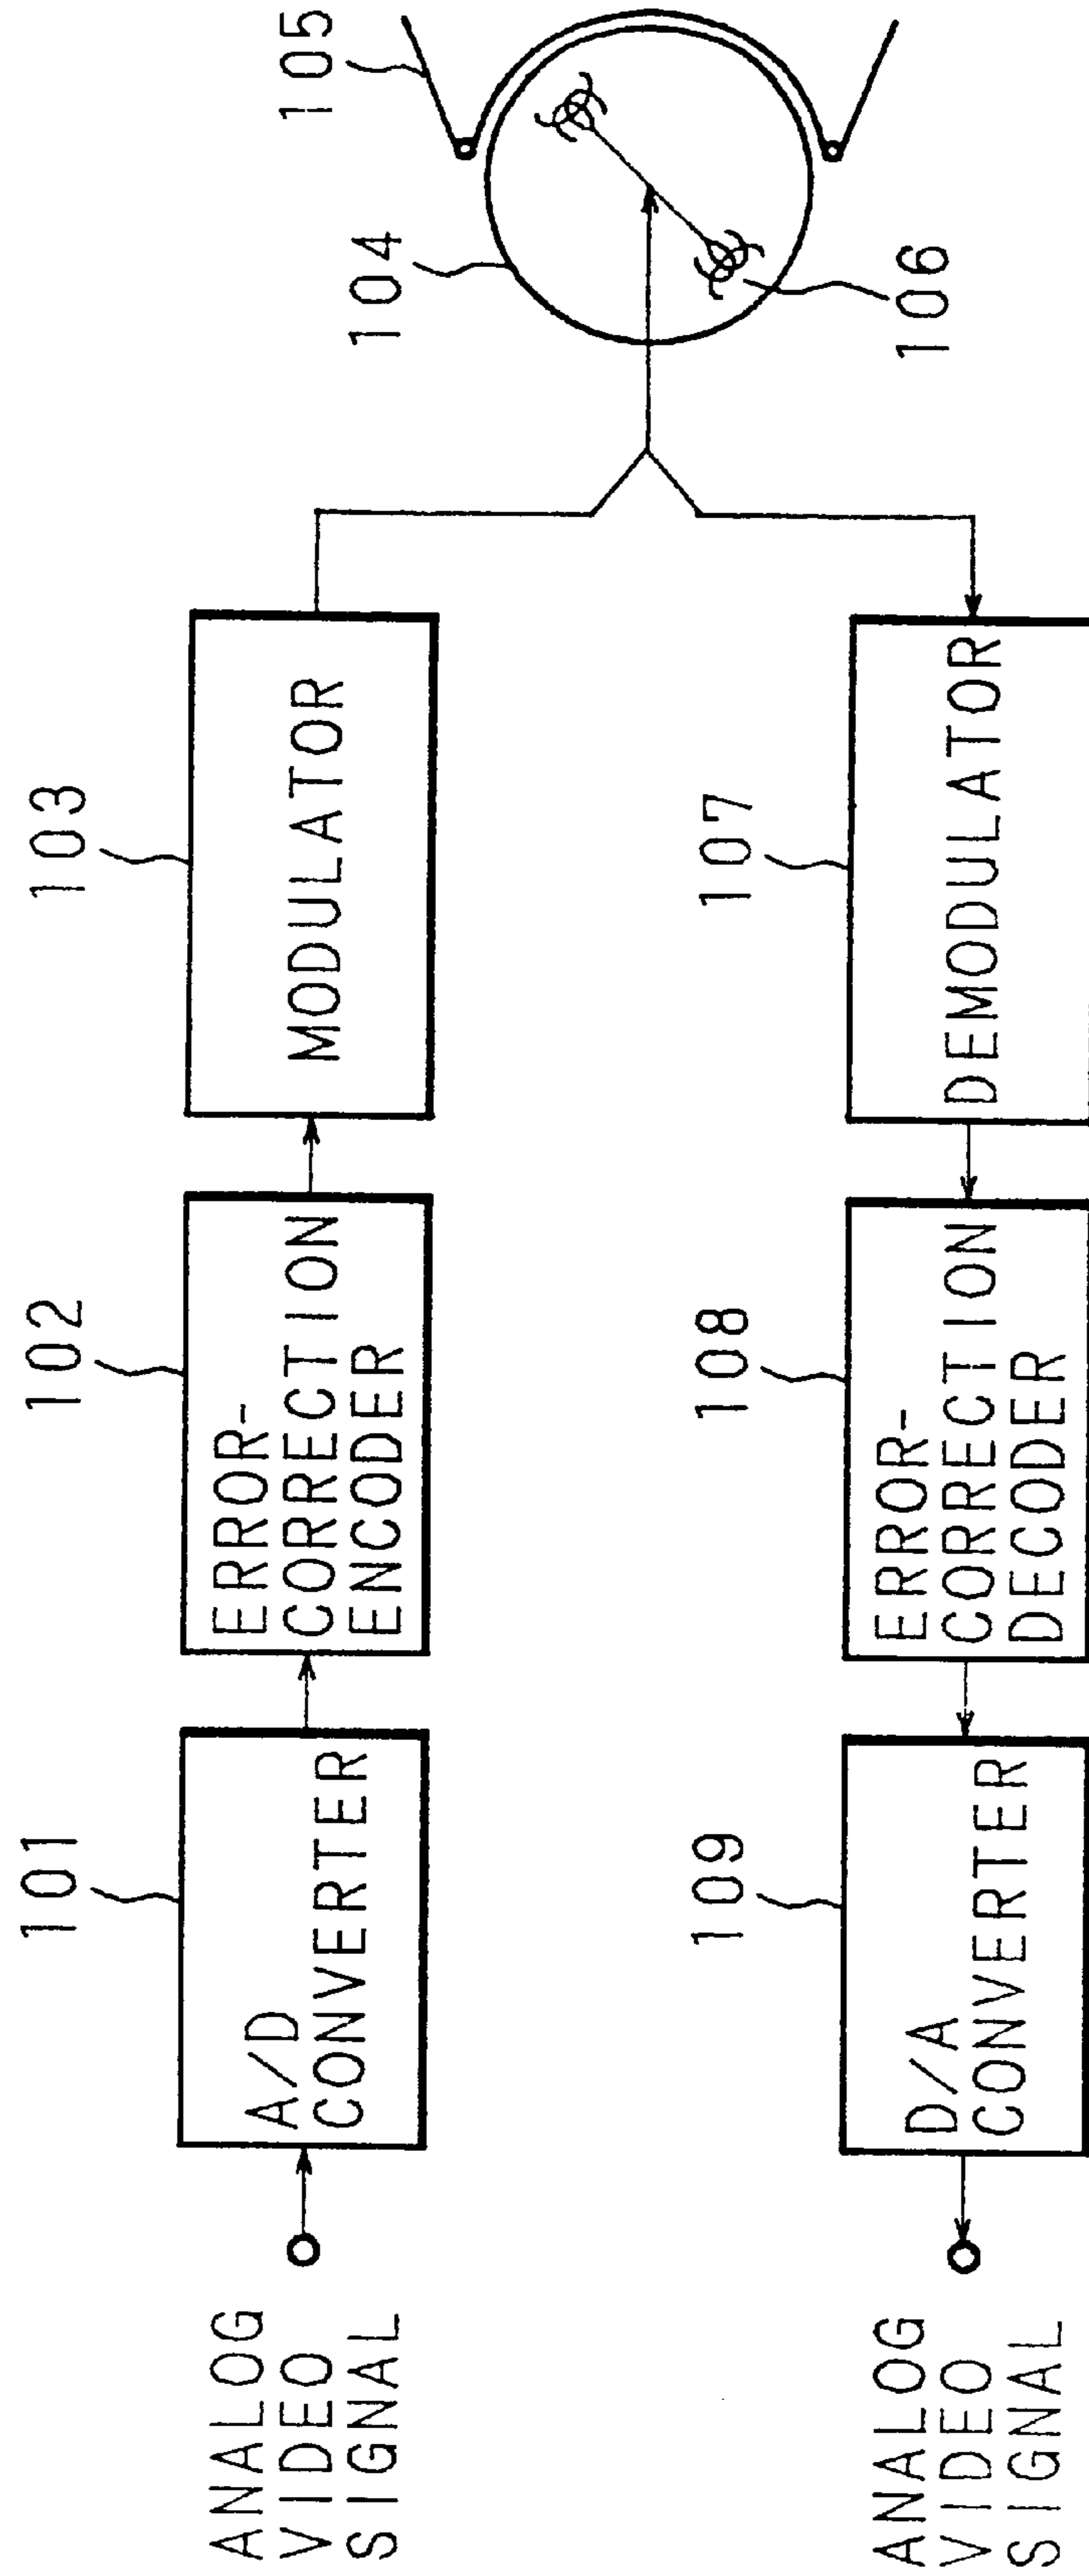 101
102
103
104
105
ANALOG
VIDEO
SIGNAL
A/D
CONVERTER
ERROR-
CORRECTION
ENCODER
MODULATOR
106
109
108
107
ANALOG
VIDEO
SIGNAL
D/A
CONVERTER
ERROR-
CORRECTION
DECODER
DEMODULATOR